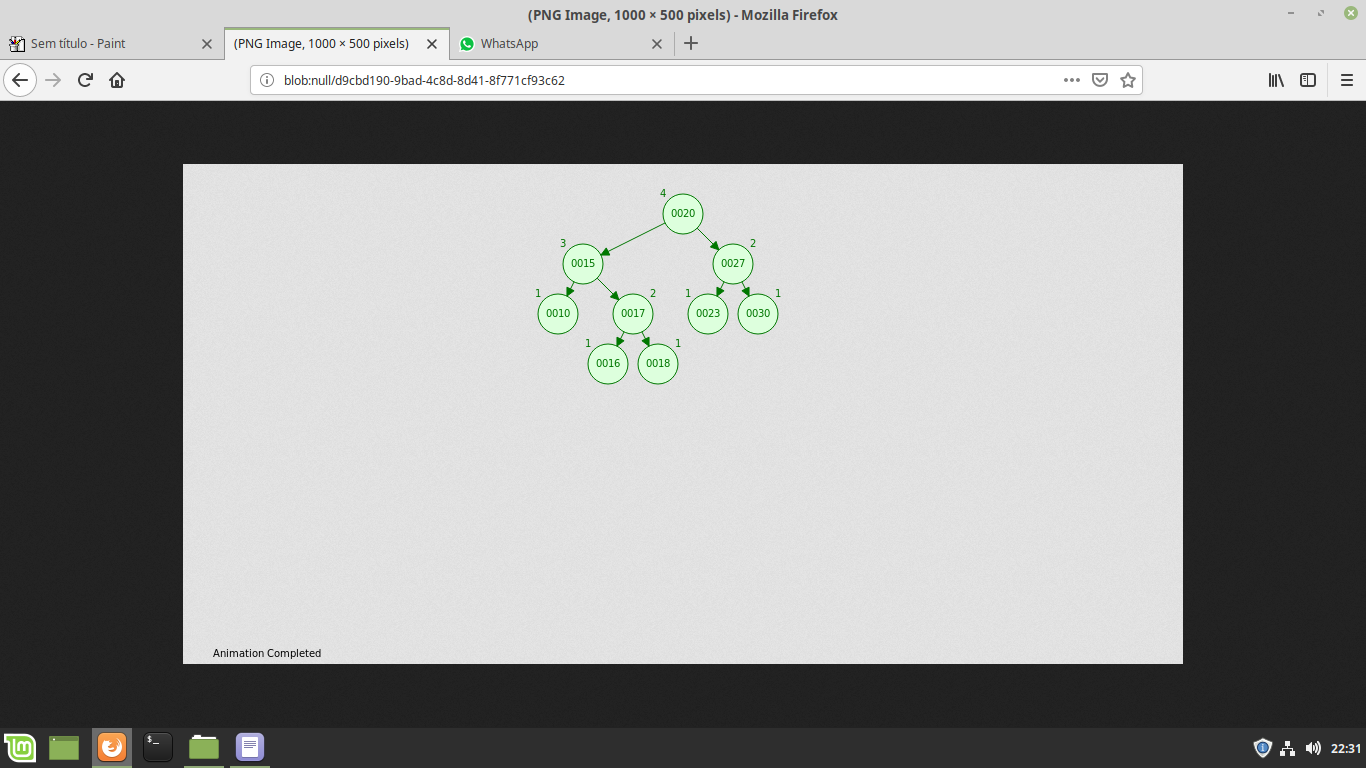 (PNG Image, 1000 × 500 pixels) - Mozilla Firefox
Sem título - Paint
(PNG Image, 1000 × 500 pixels)
WhatsApp
blob:null/d9cbd190-9bad-4c8d-8d41-8f771cf93c62
4
0020
3 2
0015 0027
1 2 1 1
0010 0017 0023 0030
1 1
0016 0018
Animation Completed
22:31